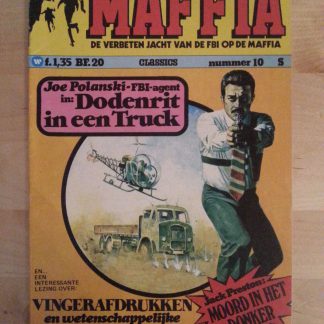 MAFFIA
DE VERBETEN JACHT VAN DE FBI OP DE MAFFIA
W f.1,35 BF.20 CLASSICS nummer 10 S
Joe Polanski-FBI-agent
in: Dodenrit
in een Truck
EN...
EEN
INTERESSANTE
LEZING OVER:
VINGERAFDRUKKEN
en wetenschappelijke
Jack Preston:
MOORD IN HET
DONKER